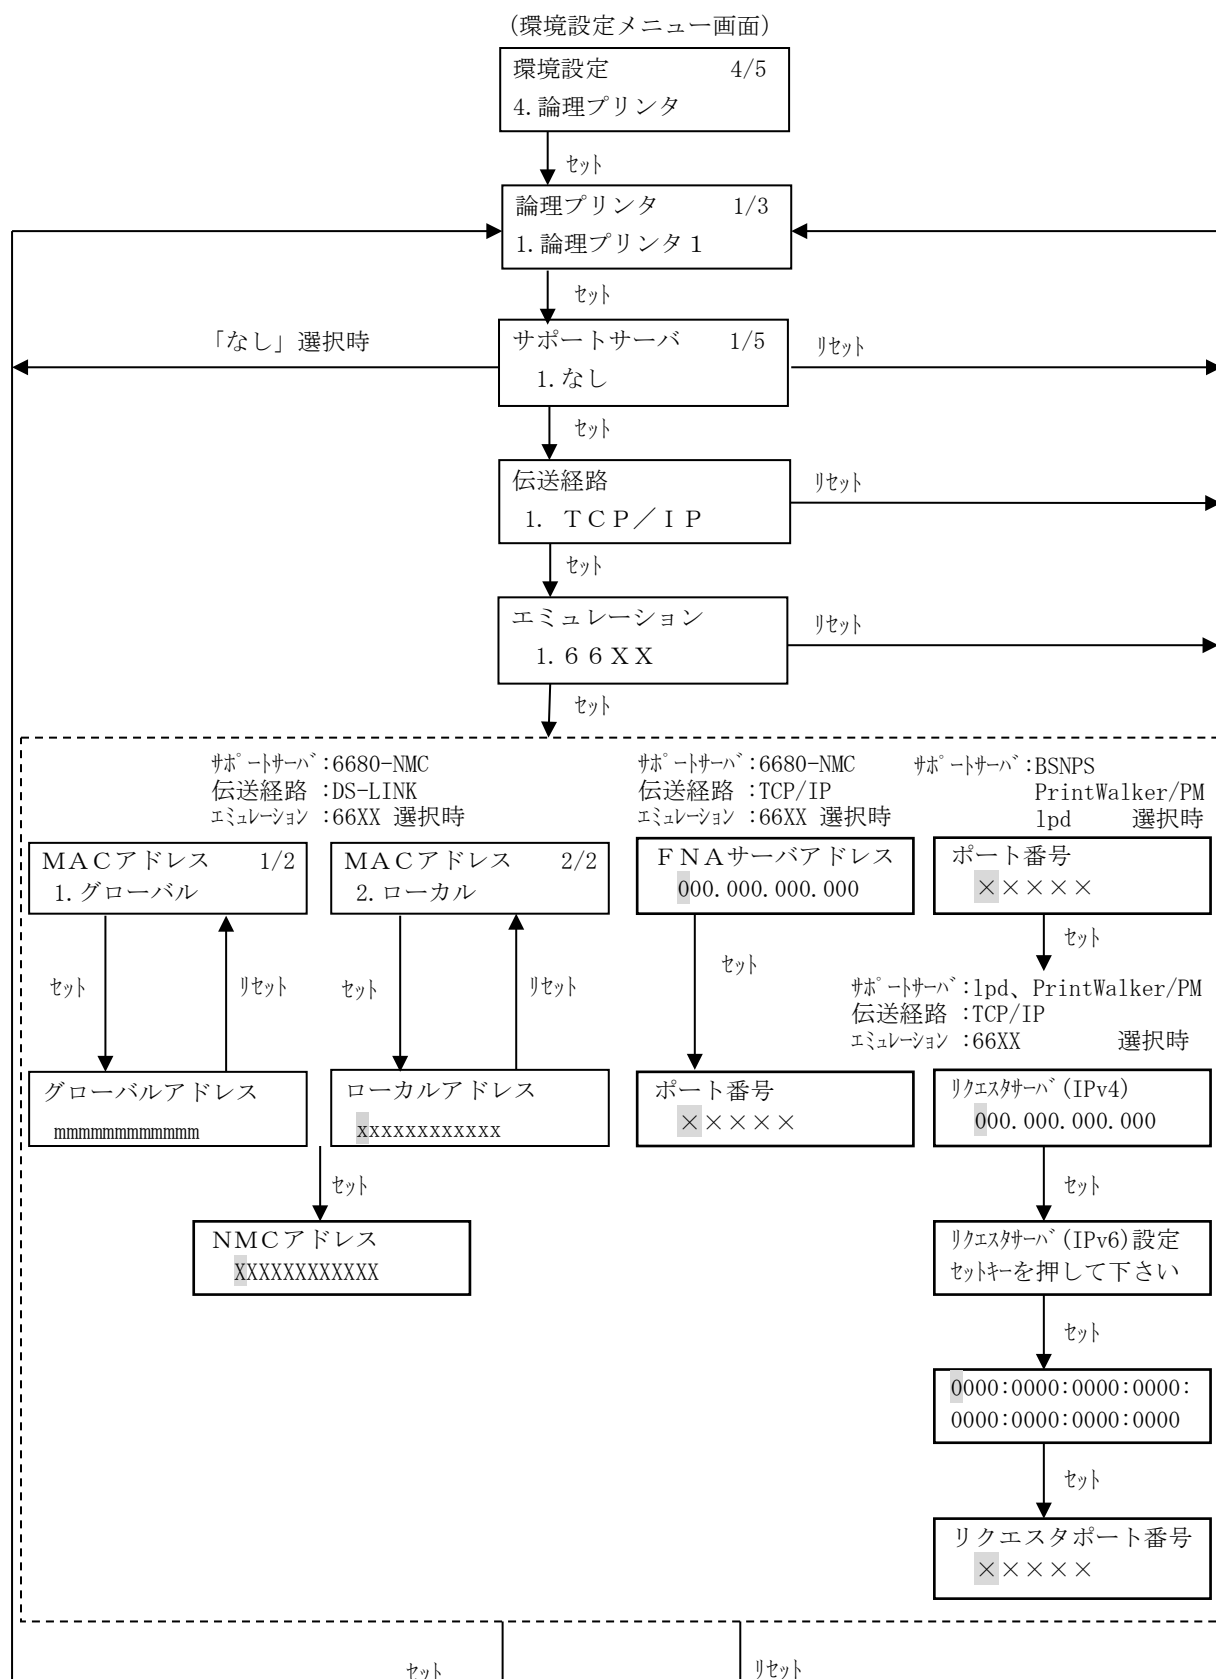 (環境設定メニュー画面)
環境設定 4/5
4.論理プリンタ
ｾｯﾄ
論理プリンタ 1/3
1.論理プリンタ１
ｾｯﾄ
「なし」選択時
サポートサーバ 1/5
1.なし
ﾘｾｯﾄ
ｾｯﾄ
伝送経路
1. ＴＣＰ／ＩＰ
ﾘｾｯﾄ
ｾｯﾄ
エミュレーション
1.６６ＸＸ
ﾘｾｯﾄ
ｾｯﾄ
ｻﾎﾟｰﾄｻｰﾊﾞ:6680-NMC
伝送経路 :DS-LINK
ｴﾐｭﾚｰｼｮﾝ :66XX 選択時
ｻﾎﾟｰﾄｻｰﾊﾞ:6680-NMC
伝送経路 :TCP/IP
ｴﾐｭﾚｰｼｮﾝ :66XX 選択時
ｻﾎﾟｰﾄｻｰﾊﾞ:BSNPS
PrintWalker/PM
lpd 選択時
ＭＡＣアドレス 1/2
1.グローバル
ＭＡＣアドレス 2/2
2.ローカル
ＦＮＡサーバアドレス
000.000.000.000
ポート番号
×××××
ｾｯﾄ
ﾘｾｯﾄ
ｾｯﾄ
ﾘｾｯﾄ
ｾｯﾄ
ｾｯﾄ
ｻﾎﾟｰﾄｻｰﾊﾞ:lpd、PrintWalker/PM
伝送経路 :TCP/IP
ｴﾐｭﾚｰｼｮﾝ :66XX 選択時
グローバルアドレス
mmmmmmmmmmmm
ローカルアドレス
xxxxxxxxxxxx
ポート番号
×××××
ﾘｸｴｽﾀｻｰﾊﾞ(IPv4)
000.000.000.000
ｾｯﾄ
ｾｯﾄ
ＮＭＣアドレス
XXXXXXXXXXXX
ﾘｸｴｽﾀｻｰﾊﾞ(IPv6)設定
ｾｯﾄｷｰを押して下さい
ｾｯﾄ
0000:0000:0000:0000:
0000:0000:0000:0000
ｾｯﾄ
リクエスタポート番号
×××××
ｾｯﾄ
ﾘｾｯﾄ